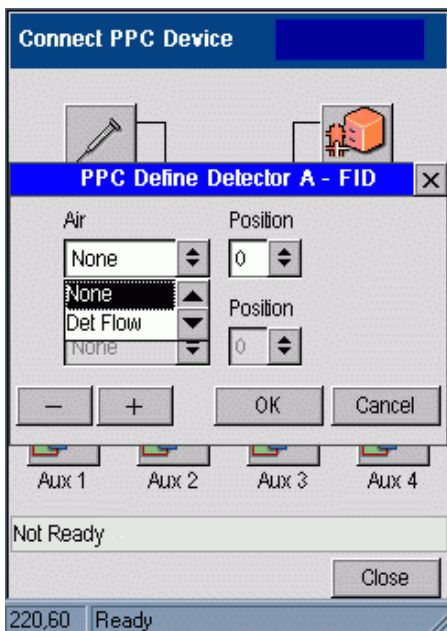 Connect PPC Device
PPC Define Detector A - FID
Air Position
None 0
None
Det Flow Position
None 0
− + OK Cancel
Aux 1 Aux 2 Aux 3 Aux 4
Not Ready
Close
220,60 Ready